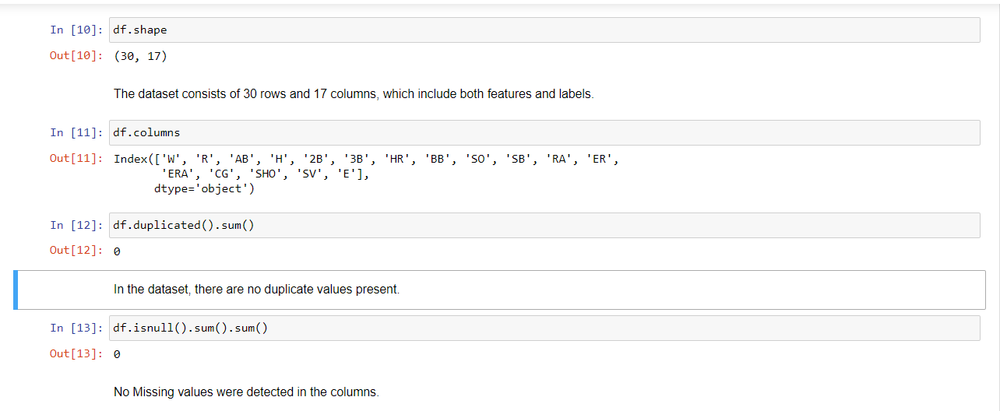 In [10]: df.shape
Out[10]: (30, 17)
The dataset consists of 30 rows and 17 columns, which include both features and labels.
In [11]: df.columns
Out[11]: Index(['W', 'R', 'AB', 'H', '2B', '3B', 'HR', 'BB', 'SO', 'SB', 'RA', 'ER',
'ERA', 'CG', 'SHO', 'SV', 'E'],
dtype='object')
In [12]: df.duplicated().sum()
Out[12]: 0
In the dataset, there are no duplicate values present.
In [13]: df.isnull().sum().sum()
Out[13]: 0
No Missing values were detected in the columns.